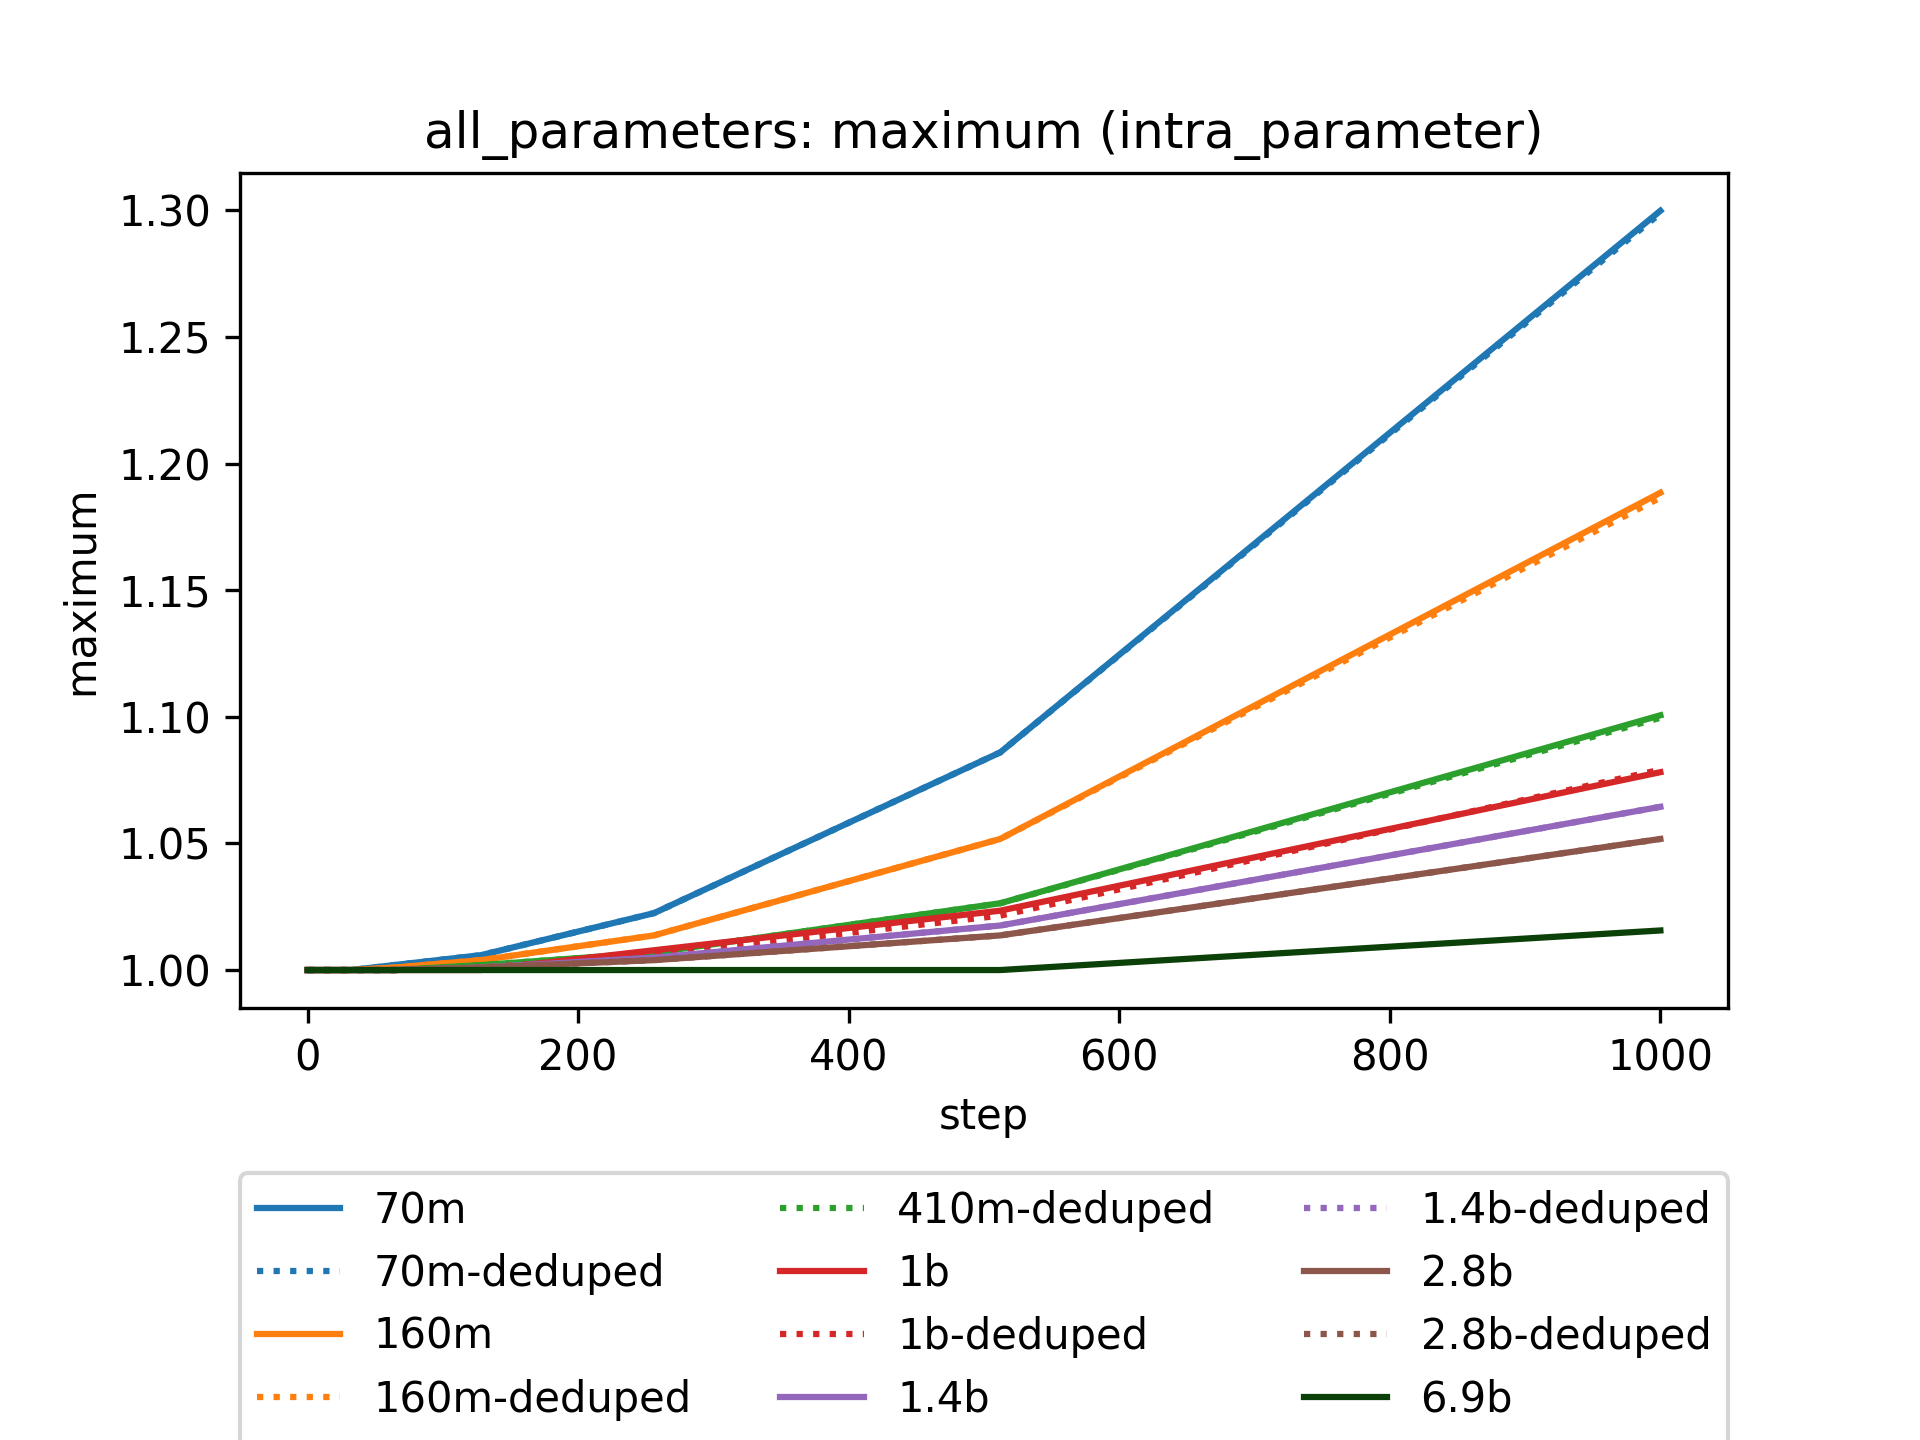 all_parameters: maximum (intra_parameter)
1.30
1.25
1.20
1.15
1.10
1.05
1.00
maximum
0 200 400 600 800 1000
step
70m 410m-deduped 1.4b-deduped
70m-deduped 1b 2.8b
160m 1b-deduped 2.8b-deduped
160m-deduped 1.4b 6.9b